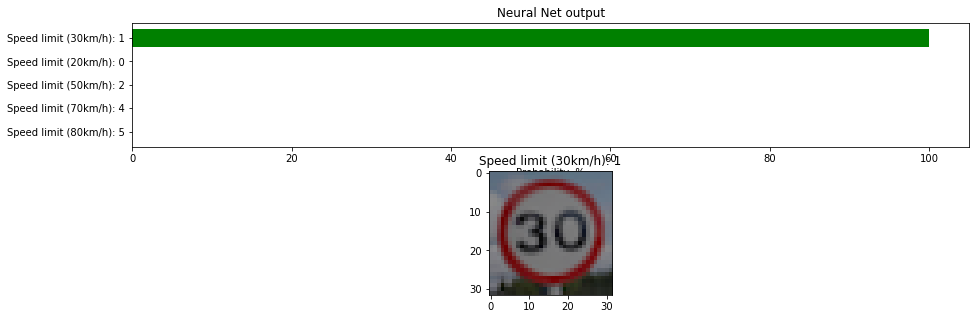 Neural Net output
Speed limit (30km/h): 1
Speed limit (20km/h): 0
Speed limit (50km/h): 2
Speed limit (70km/h): 4
Speed limit (80km/h): 5
0 20 40 60 80 100
Probability, %
Speed limit (30km/h): 1
0
10
20
30
30
0 10 20 30